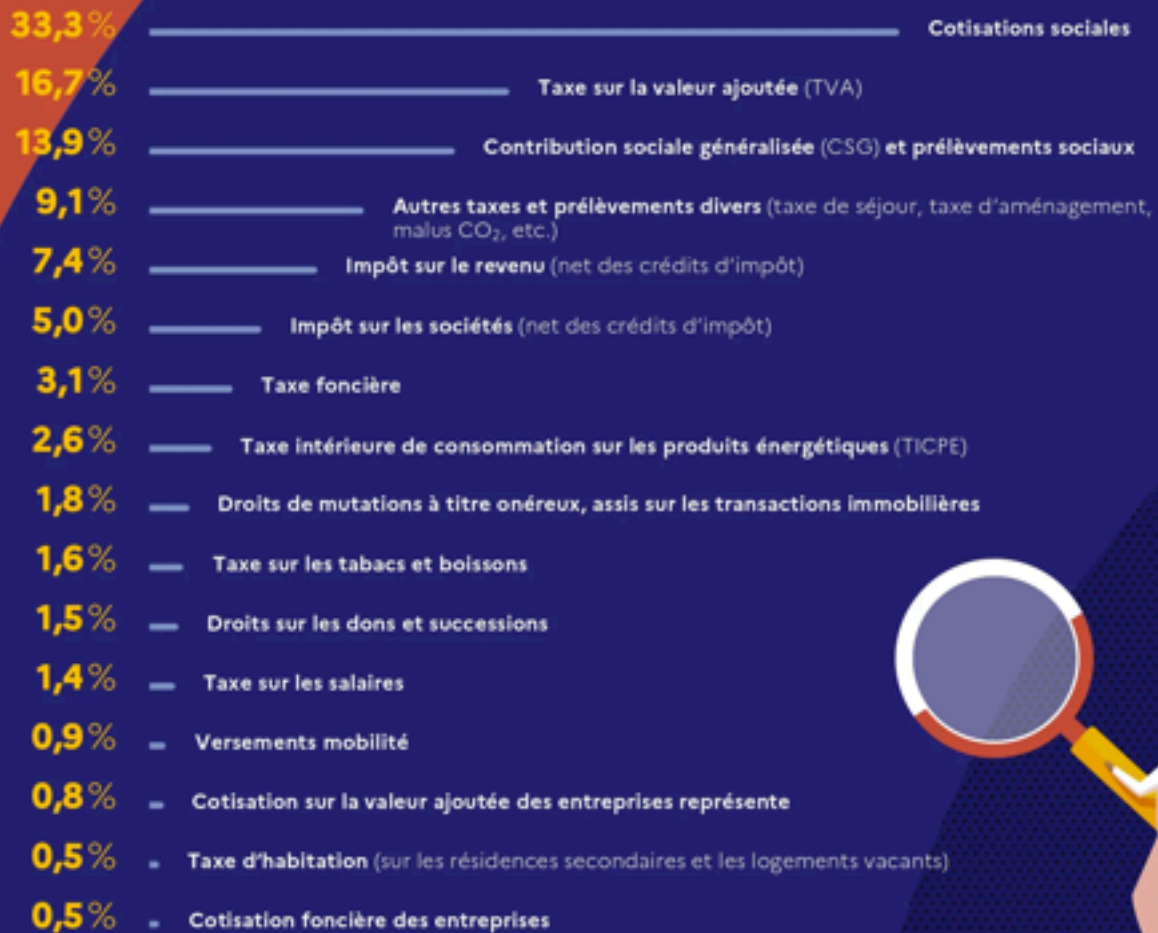 33,3% Cotisations sociales
16,7% Taxe sur la valeur ajoutée (TVA)
13,9% Contribution sociale généralisée (CSG) et prélèvements sociaux
9,1% Autres taxes et prélèvements divers (taxe de séjour, taxe d'aménagement,
malus CO₂, etc.)
7,4% Impôt sur le revenu (net des crédits d'impôt)
5,0% Impôt sur les sociétés (net des crédits d'impôt)
3,1% Taxe foncière
2,6% Taxe intérieure de consommation sur les produits énergétiques (TICPE)
1,8% Droits de mutations à titre onéreux, assis sur les transactions immobilières
1,6% Taxe sur les tabacs et boissons
1,5% Droits sur les dons et successions
1,4% Taxe sur les salaires
0,9% Versements mobilité
0,8% Cotisation sur la valeur ajoutée des entreprises représente
0,5% Taxe d'habitation (sur les résidences secondaires et les logements vacants)
0,5% Cotisation foncière des entreprises